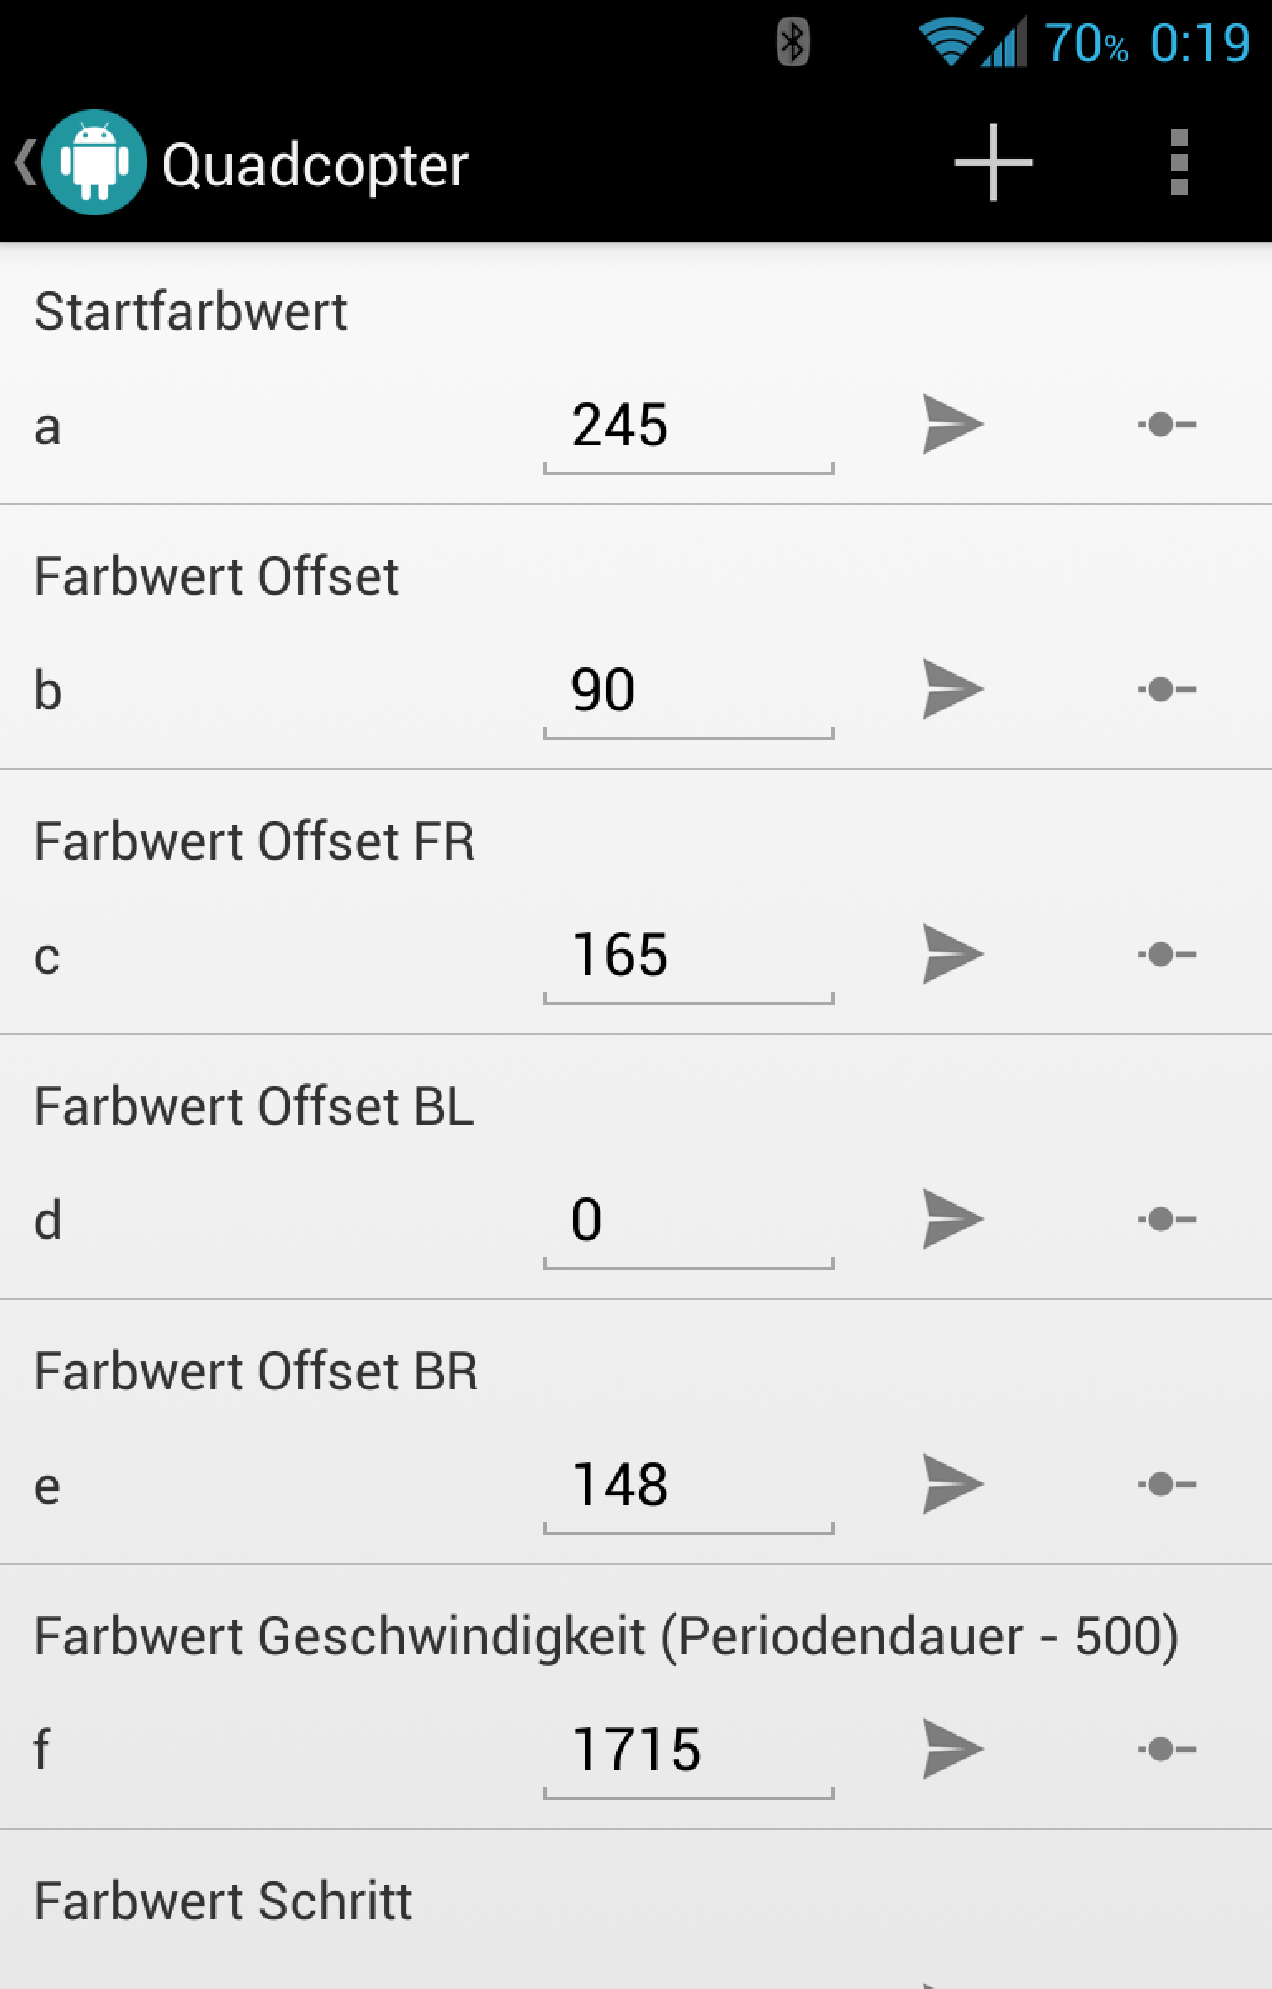 70% 0:19
Quadcopter
Startfarbwert
a 245
Farbwert Offset
b 90
Farbwert Offset FR
c 165
Farbwert Offset BL
d 0
Farbwert Offset BR
e 148
Farbwert Geschwindigkeit (Periodendauer - 500)
f 1715
Farbwert Schritt